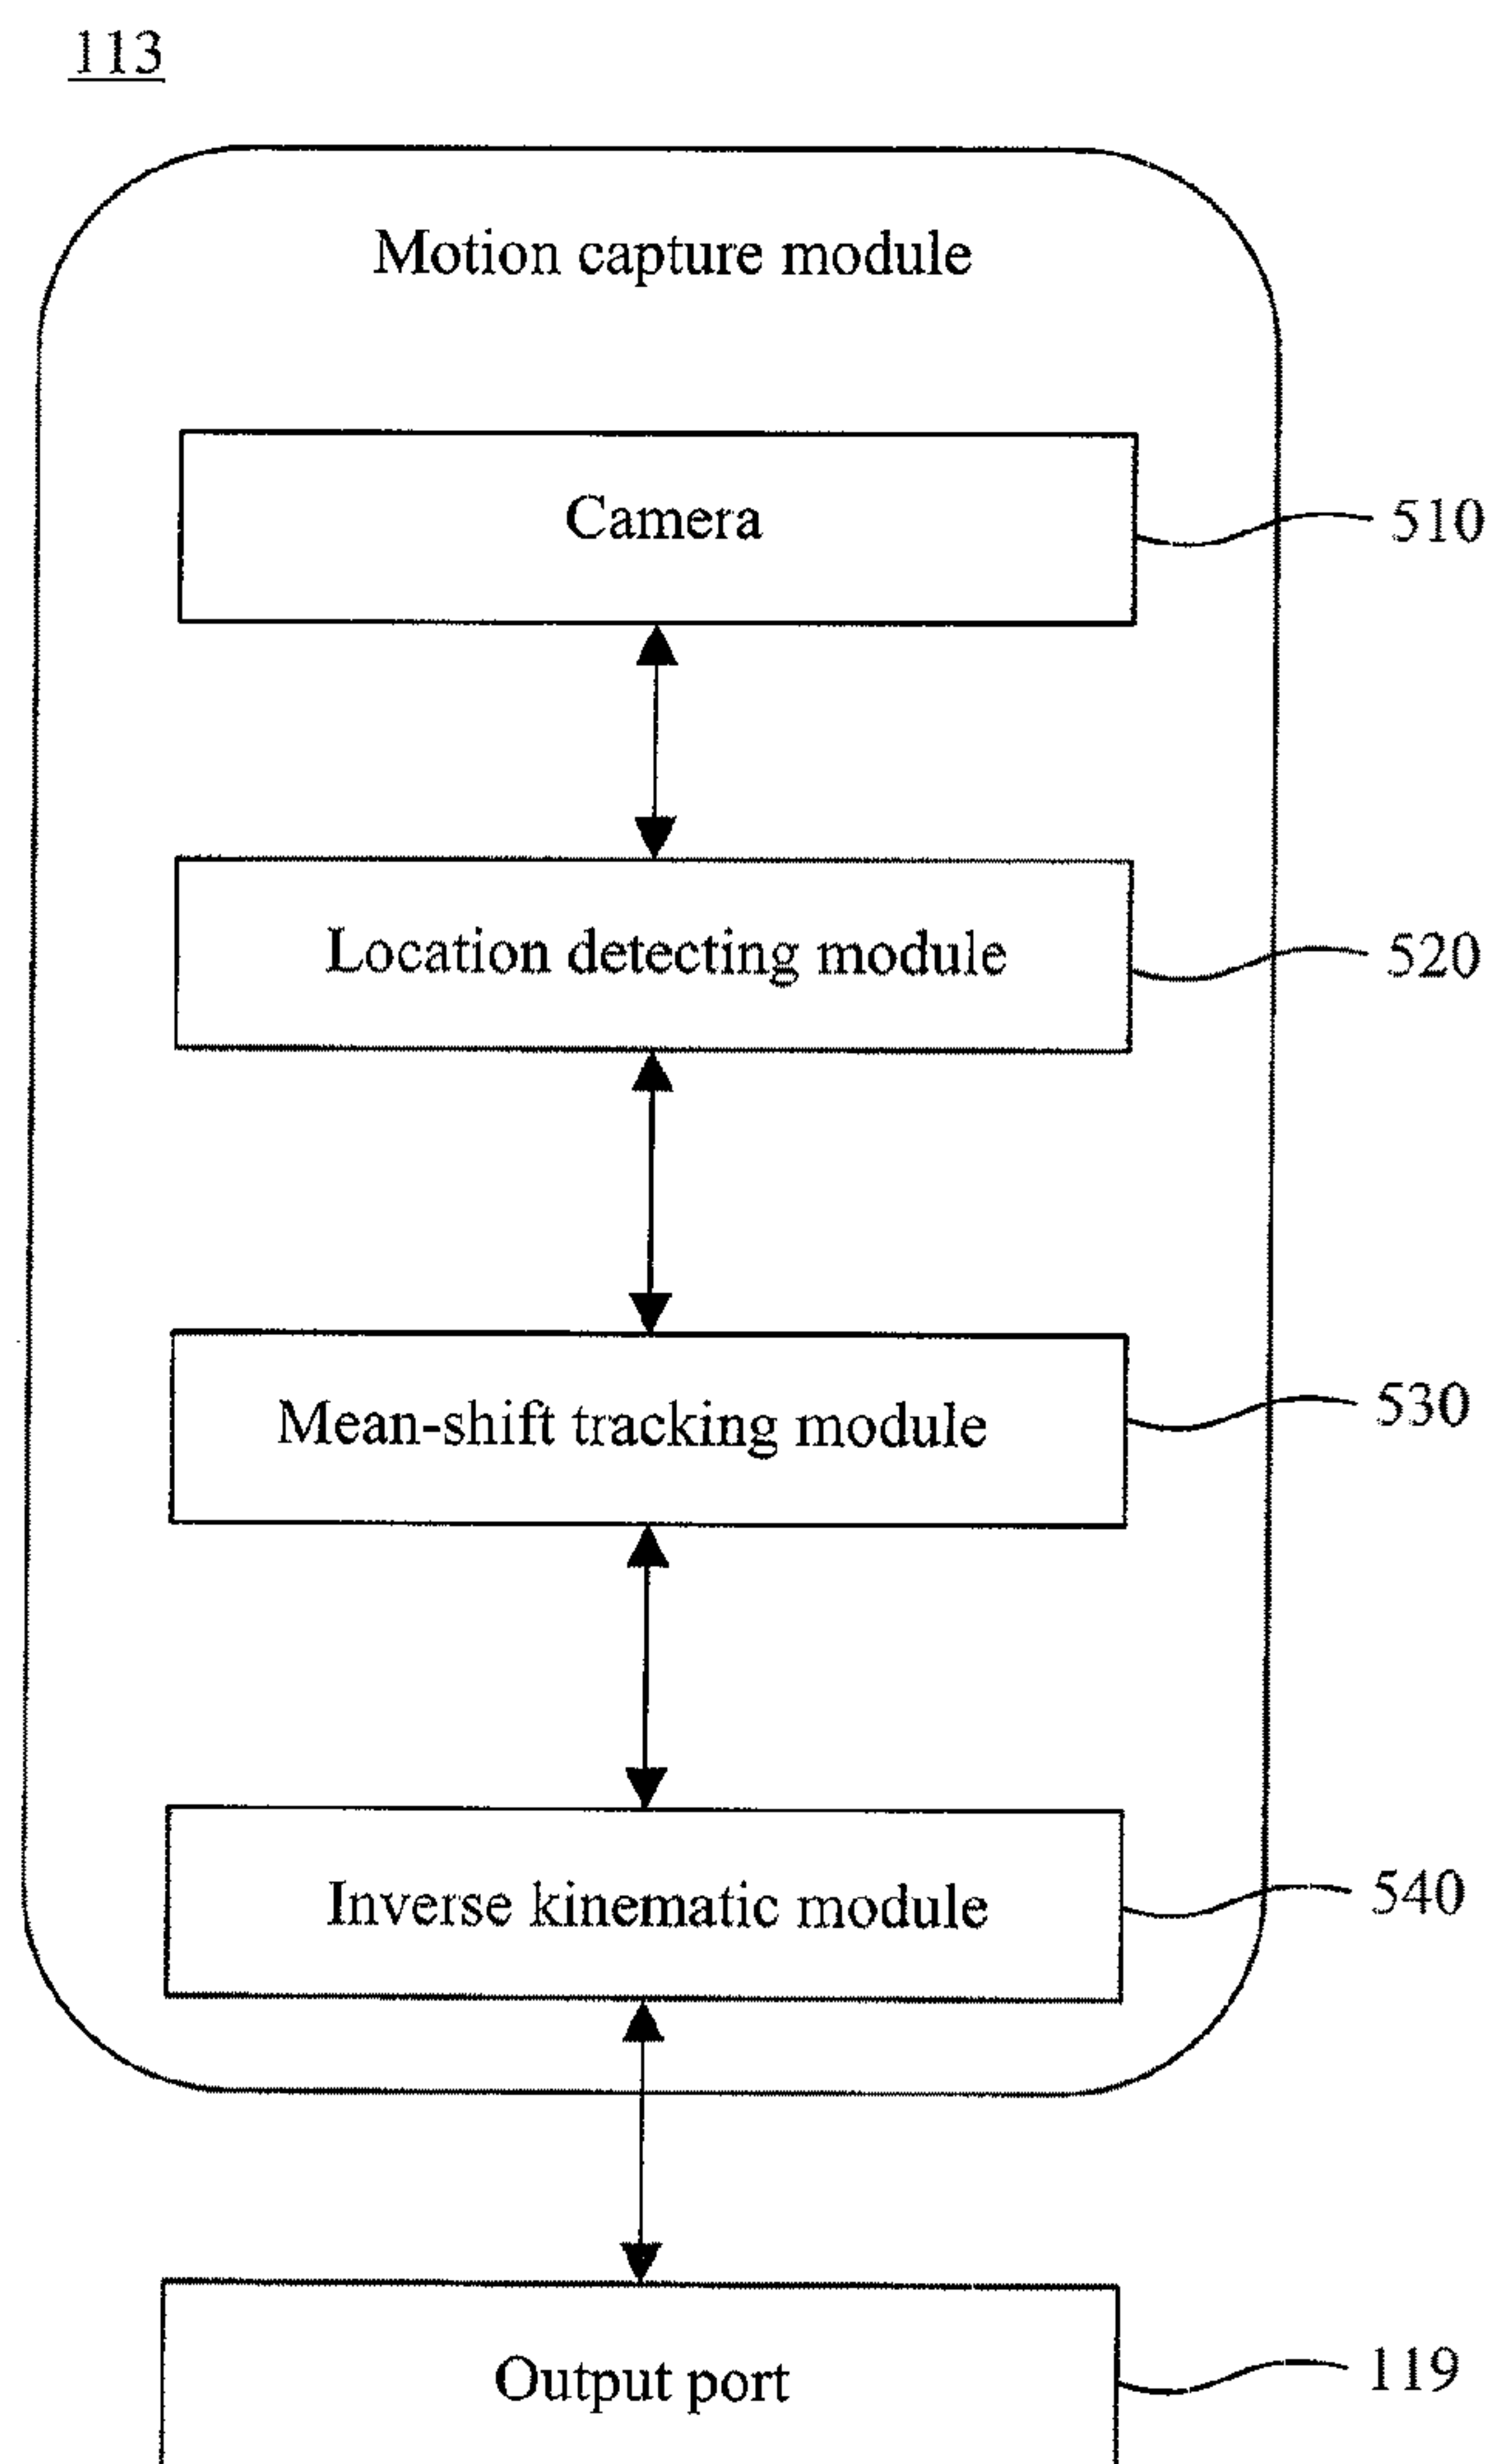 113
Motion capture module
Camera
510
Location detecting module
520
Mean-shift tracking module
530
Inverse kinematic module
540
Output port
119